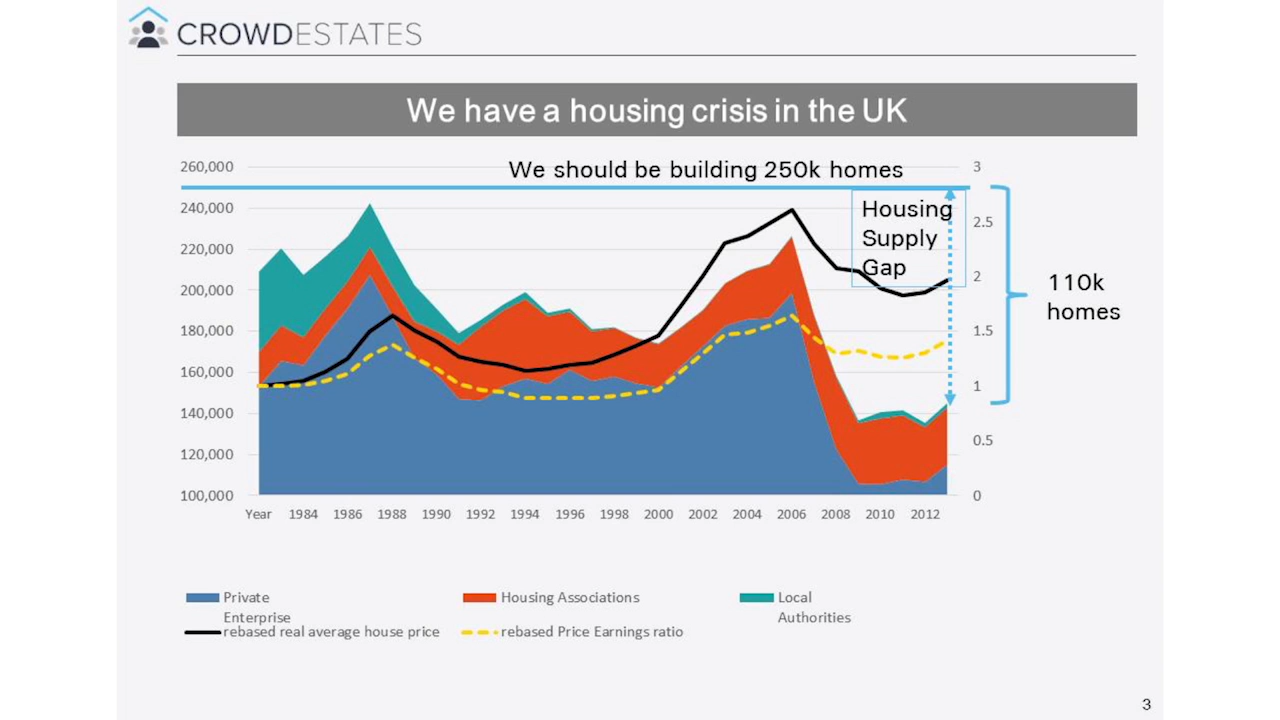 CROWDESTATES
We have a housing crisis in the UK
We should be building 250k homes
260,000
240,000
220,000
200,000
180,000
160,000
140,000
120,000
100,000
3
2.5
2
1.5
1
0.5
0
Housing
Supply
Gap
110k
homes
Year 1984 1986 1988 1990 1992 1994 1996 1998 2000 2002 2004 2006 2008 2010 2012
Private
Enterprise
Housing Associations
Local
Authorities
rebased real average house price
rebased Price Earnings ratio
3